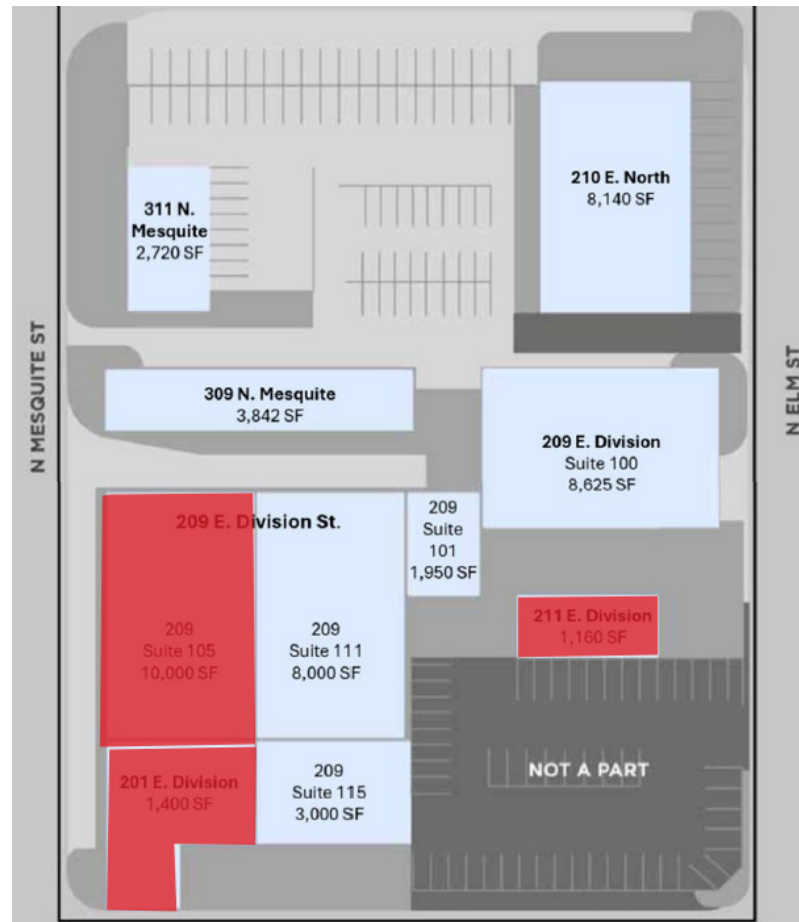 311 N.
Mesquite
2,720 SF
210 E. North
8,140 SF
N MESQUITE ST
N ELM ST
309 N. Mesquite
3,842 SF
209 E. Division
Suite 100
8,625 SF
209 E. Division St.
209
Suite
101
1,950 SF
209
Suite 105
10,000 SF
209
Suite 111
8,000 SF
211 E. Division
1,160 SF
201 E. Division
1,400 SF
209
Suite 115
3,000 SF
NOT A PART